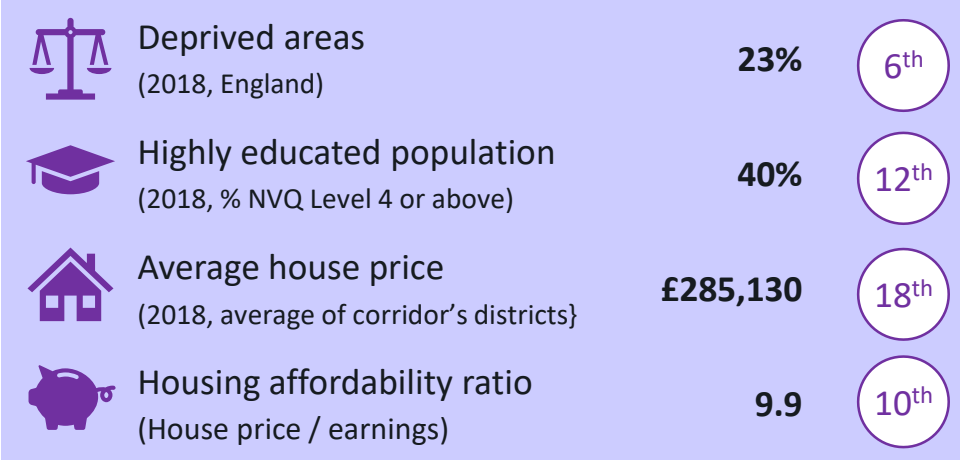 Deprived areas
(2018, England)
23%
6th
Highly educated population
(2018, % NVQ Level 4 or above)
40%
12th
Average house price
(2018, average of corridor’s districts}
£285,130
18th
Housing affordability ratio
(House price / earnings)
9.9
10th